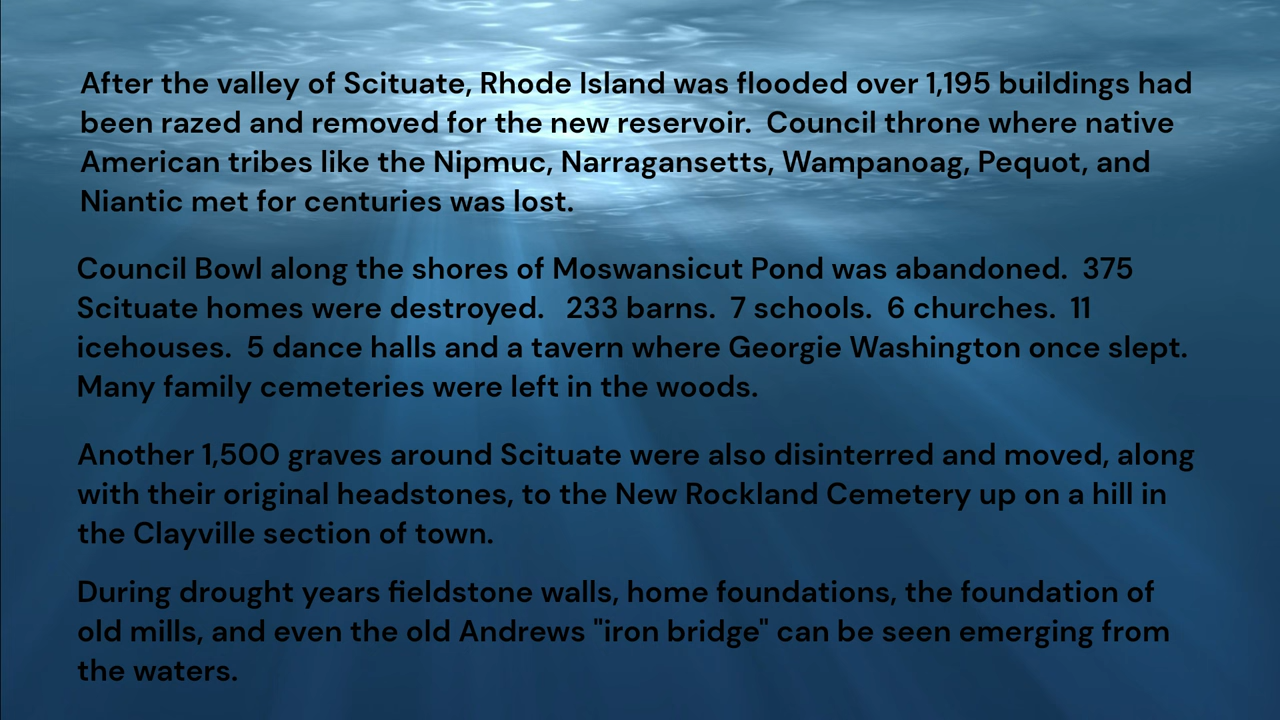 After the valley of Scituate, Rhode Island was flooded over 1,195 buildings had
been razed and removed for the new reservoir.  Council throne where native
American tribes like the Nipmuc, Narragansetts, Wampanoag, Pequot, and
Niantic met for centuries was lost.
Council Bowl along the shores of Moswansicut Pond was abandoned.  375
Scituate homes were destroyed.   233 barns.  7 schools.  6 churches.  11
icehouses.  5 dance halls and a tavern where Georgie Washington once slept.
Many family cemeteries were left in the woods.
Another 1,500 graves around Scituate were also disinterred and moved, along
with their original headstones, to the New Rockland Cemetery up on a hill in
the Clayville section of town.
During drought years fieldstone walls, home foundations, the foundation of
old mills, and even the old Andrews "iron bridge" can be seen emerging from
the waters.